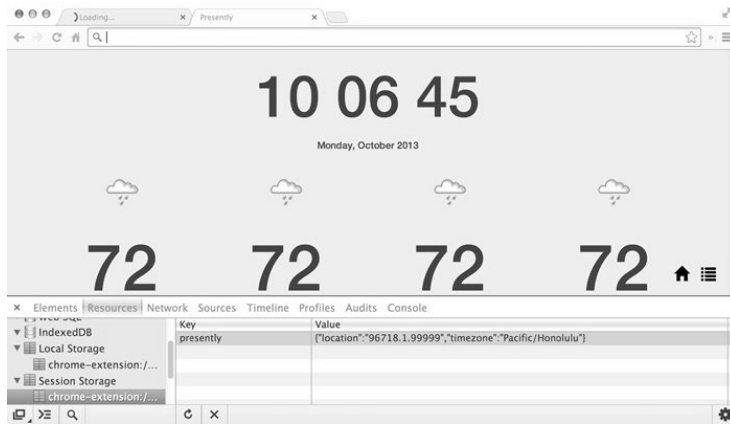 Loading...
Presently
10 06 45
Monday, October 2013
72 72 72 72
Elements Resources Network Sources Timeline Profiles Audits Console
Web SQL
IndexedDB
Local Storage
chrome-extension:/...
Session Storage
chrome-extension:/...
Key Value
presently {"location":"96718.1.99999","timezone":"Pacific/Honolulu"}